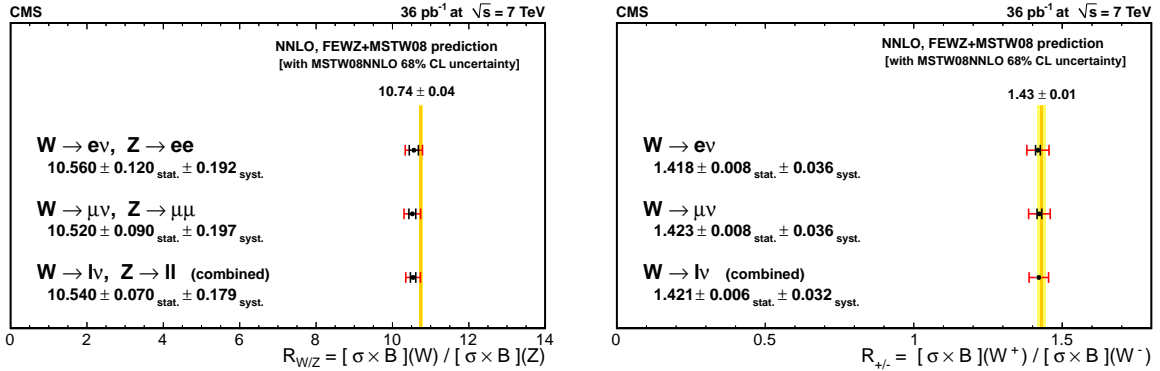 CMS
36 pb⁻¹ at √s = 7 TeV
NNLO, FEWZ+MSTW08 prediction
[with MSTW08NNLO 68% CL uncertainty]
10.74 ± 0.04
W → eν, Z → ee
10.560 ± 0.120 stat. ± 0.192 syst.
W → μν, Z → μμ
10.520 ± 0.090 stat. ± 0.197 syst.
W → lν, Z → ll (combined)
10.540 ± 0.070 stat. ± 0.179 syst.
0 2 4 6 8 10 12 14
R_W/Z = [ σ × B ](W) / [ σ × B ](Z)
CMS
36 pb⁻¹ at √s = 7 TeV
NNLO, FEWZ+MSTW08 prediction
[with MSTW08NNLO 68% CL uncertainty]
1.43 ± 0.01
W → eν
1.418 ± 0.008 stat. ± 0.036 syst.
W → μν
1.423 ± 0.008 stat. ± 0.036 syst.
W → lν (combined)
1.421 ± 0.006 stat. ± 0.032 syst.
0 0.5 1 1.5
R_+/- = [ σ × B ](W⁺) / [ σ × B ](W⁻)